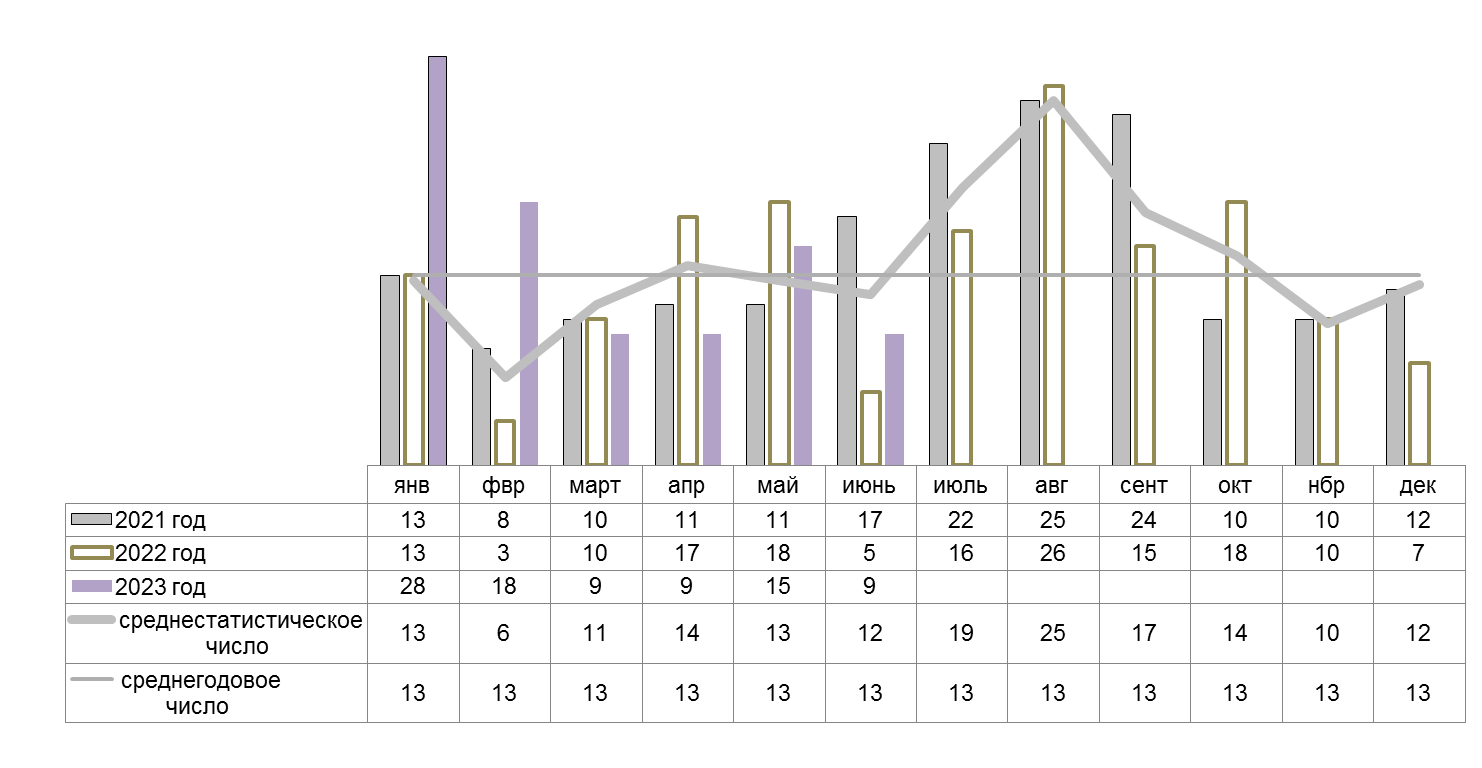 янв фвр март апр май июнь июль авг сент окт нбр дек
2021 год 13 8 10 11 11 17 22 25 24 10 10 12
2022 год 13 3 10 17 18 5 16 26 15 18 10 7
2023 год 28 18 9 9 15 9
среднестатистическое
число 13 6 11 14 13 12 19 25 17 14 10 12
среднегодовое
число 13 13 13 13 13 13 13 13 13 13 13 13